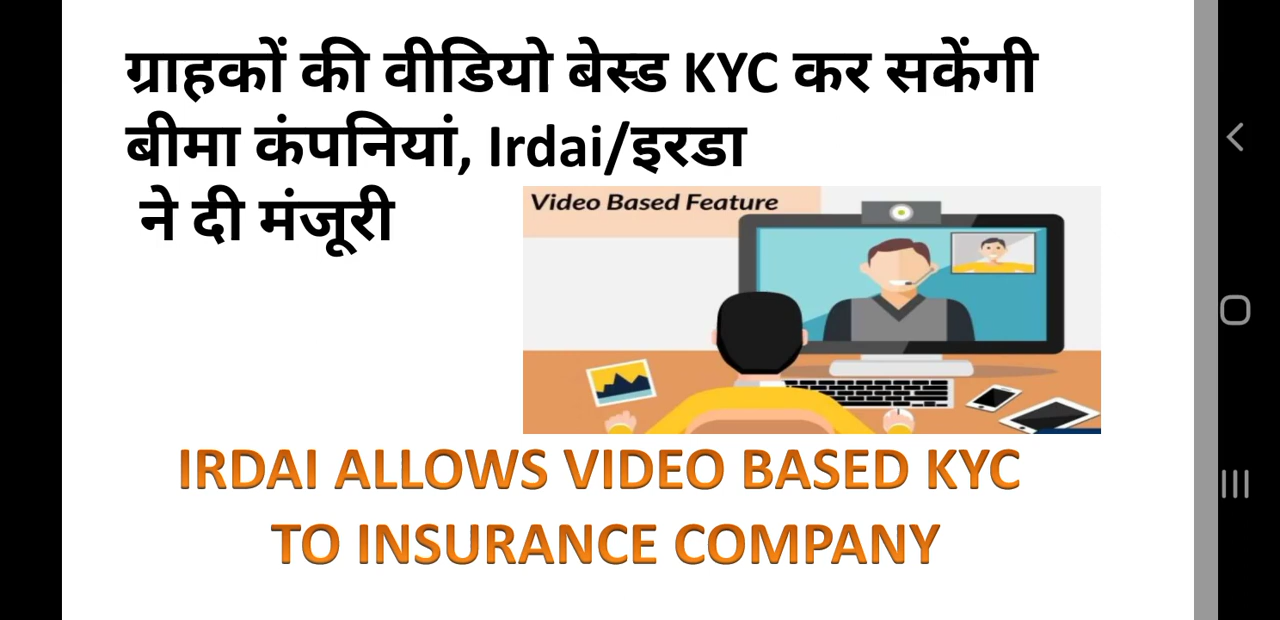 ग्राहकों की वीडियो बेस्ड KYC कर सकेंगी
बीमा कंपनियां, Irdai/इरडा
ने दी मंजूरी
Video Based Feature
IRDAI ALLOWS VIDEO BASED KYC
TO INSURANCE COMPANY